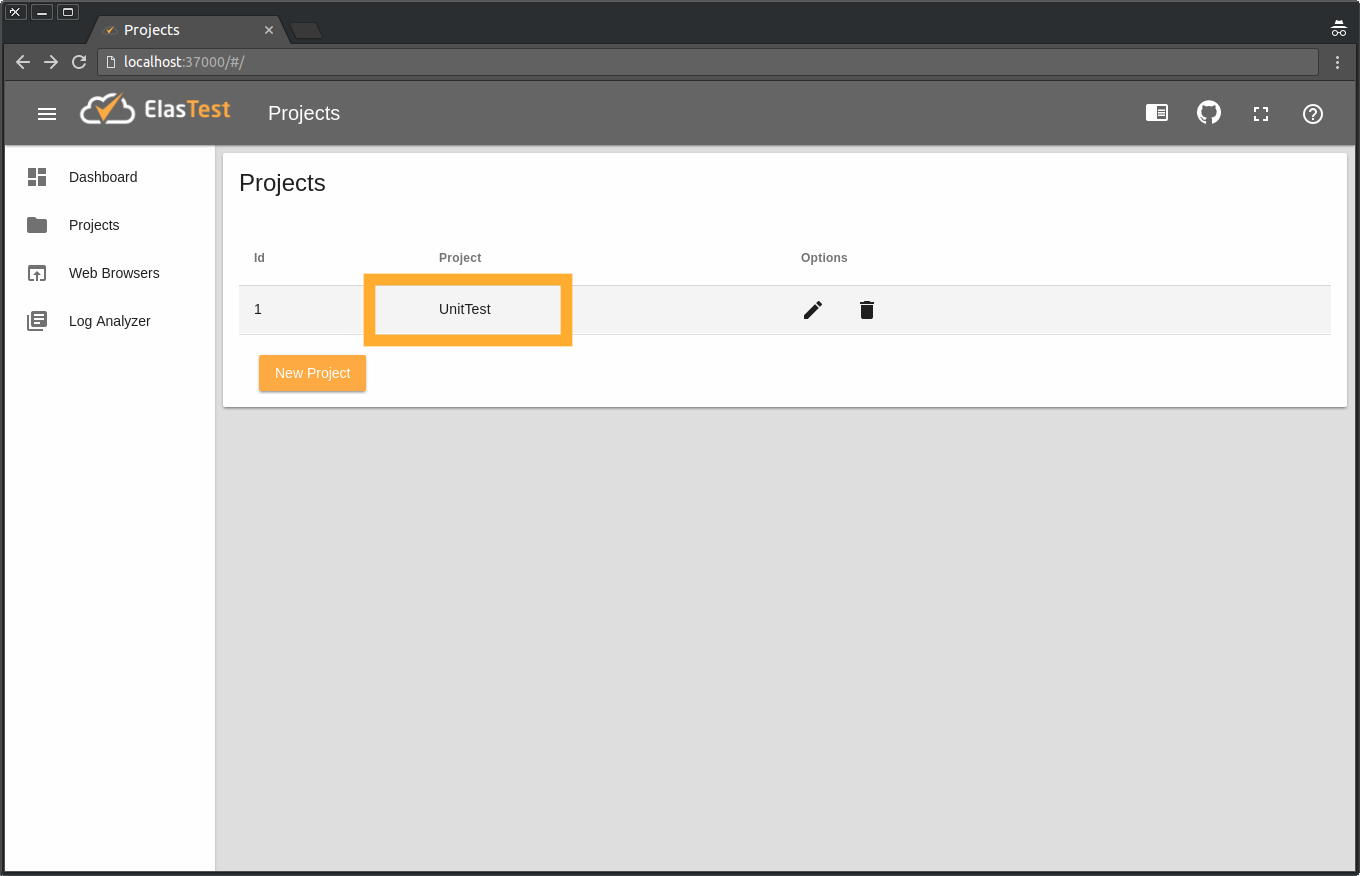 Projects
localhost:37000/#/
ElasTest
Projects
Dashboard
Projects
Web Browsers
Log Analyzer
Projects
Id Project Options
1 UnitTest
New Project